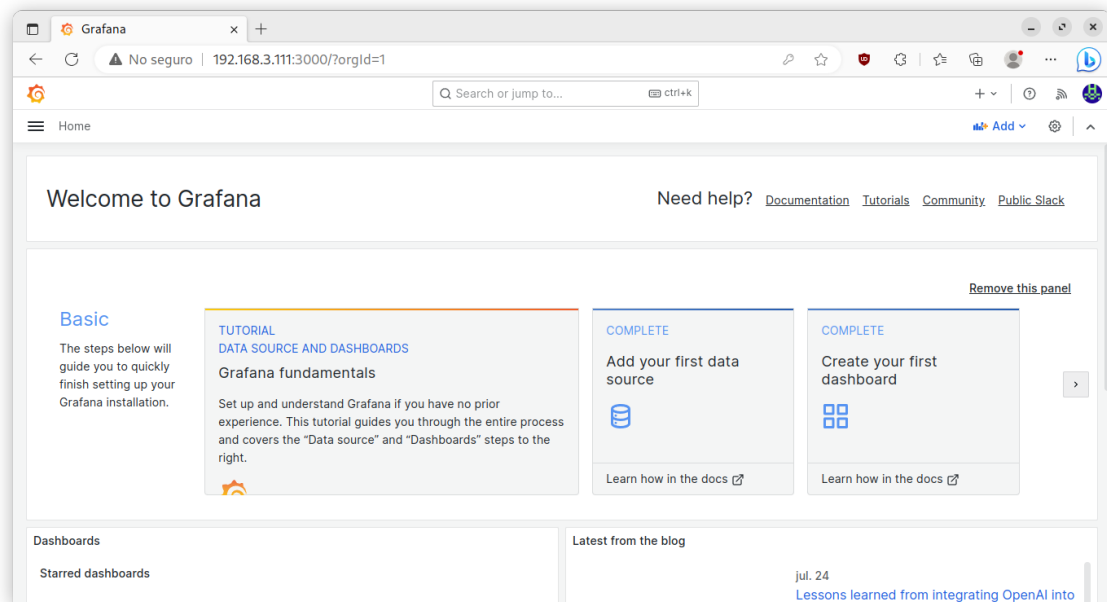 Grafana
No seguro
192.168.3.111:3000/?orgId=1
Search or jump to...
ctrl+k
Home
Add
Welcome to Grafana
Need help?
Documentation
Tutorials
Community
Public Slack
Remove this panel
Basic
The steps below will
guide you to quickly
finish setting up your
Grafana installation.
TUTORIAL
DATA SOURCE AND DASHBOARDS
Grafana fundamentals
Set up and understand Grafana if you have no prior
experience. This tutorial guides you through the entire process
and covers the “Data source” and “Dashboards” steps to the
right.
COMPLETE
Add your first data
source
Learn how in the docs
COMPLETE
Create your first
dashboard
Learn how in the docs
Dashboards
Starred dashboards
Latest from the blog
jul. 24
Lessons learned from integrating OpenAI into